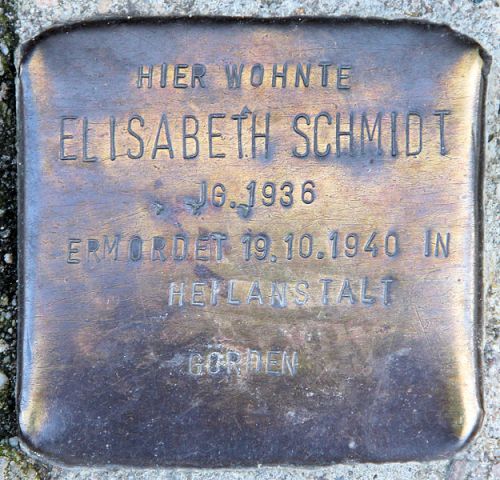 HIER WOHNTE
ELISABETH SCHMIDT
JG. 1936
ERMORDET 19.10.1940 IN
HEILANSTALT
GÖRDEN